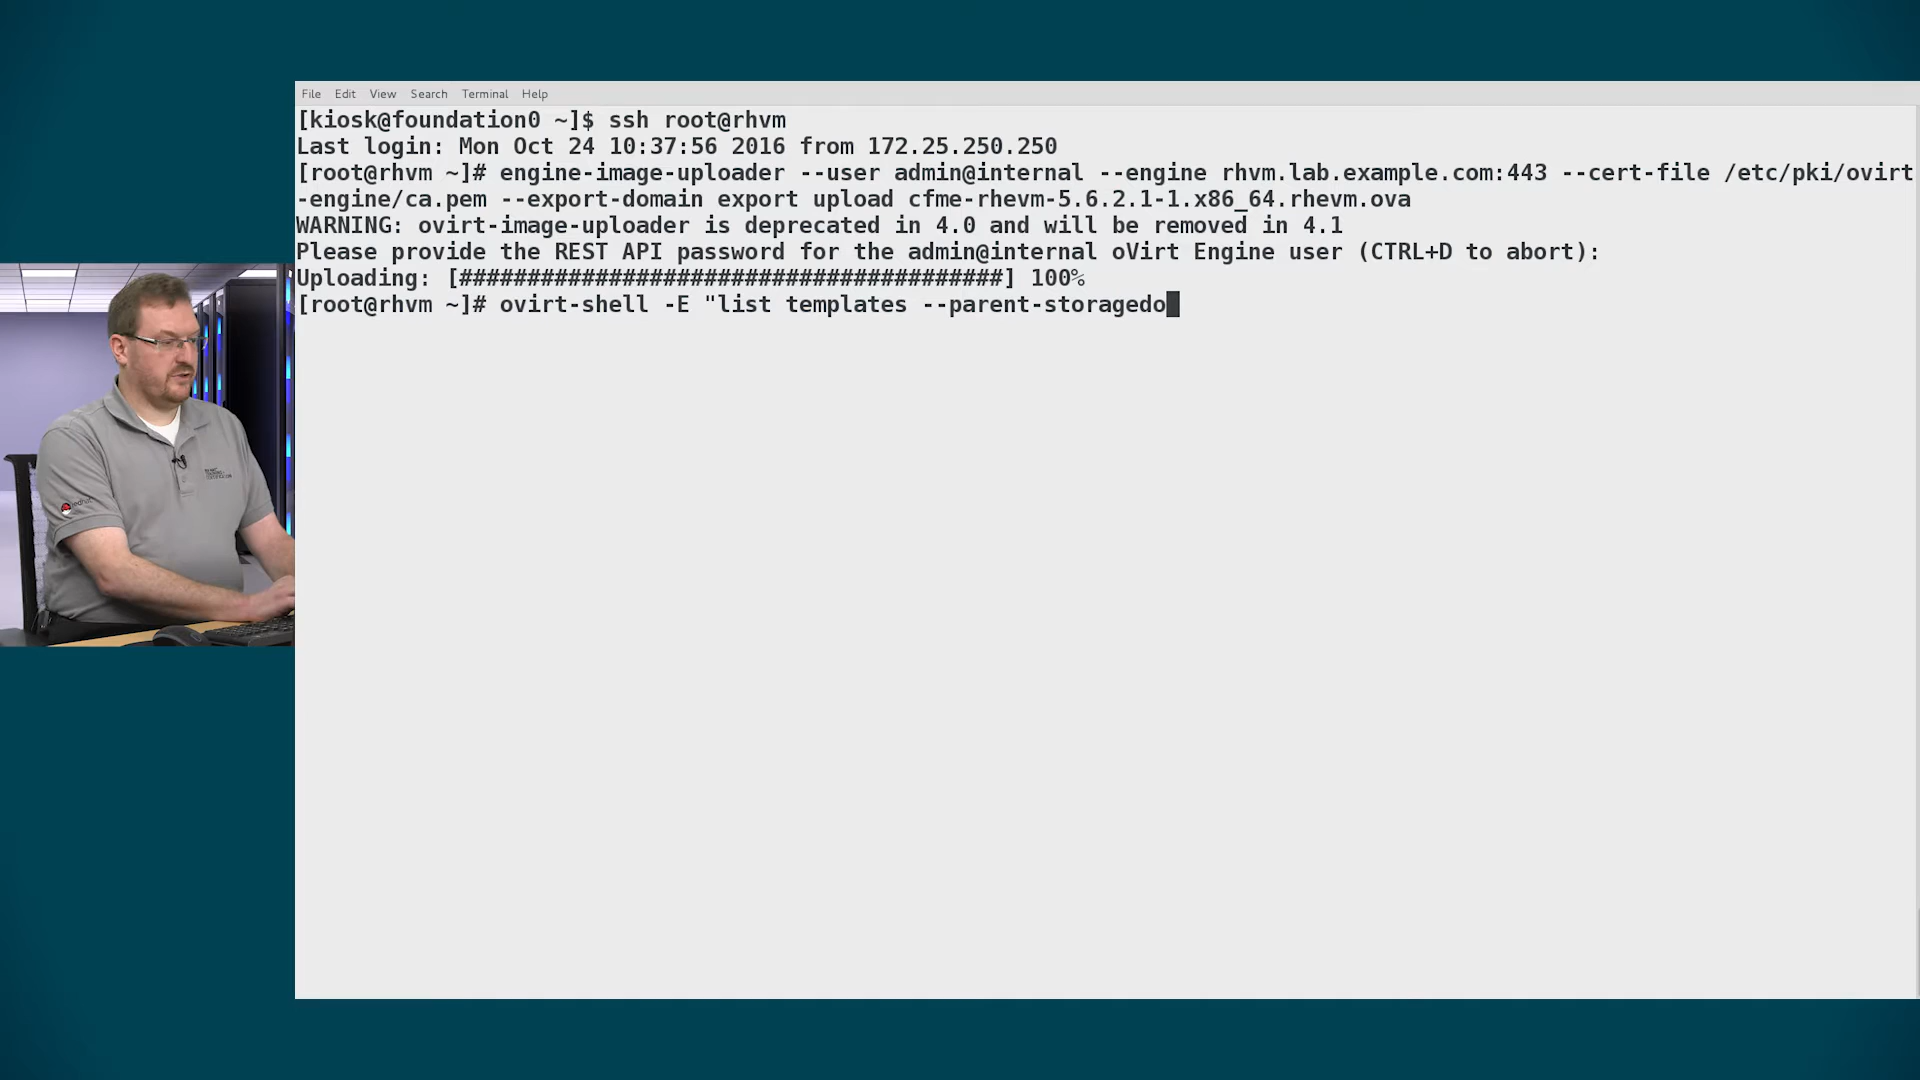 File Edit View Search Terminal Help
[kiosk@foundation0 ~]$ ssh root@rhvm
Last login: Mon Oct 24 10:37:56 2016 from 172.25.250.250
[root@rhvm ~]# engine-image-uploader --user admin@internal --engine rhvm.lab.example.com:443 --cert-file /etc/pki/ovirt
-engine/ca.pem --export-domain export upload cfme-rhevm-5.6.2.1-1.x86_64.rhevm.ova
WARNING: ovirt-image-uploader is deprecated in 4.0 and will be removed in 4.1
Please provide the REST API password for the admin@internal oVirt Engine user (CTRL+D to abort):
Uploading: [########################################] 100%
[root@rhvm ~]# ovirt-shell -E "list templates --parent-storagedo
redhat